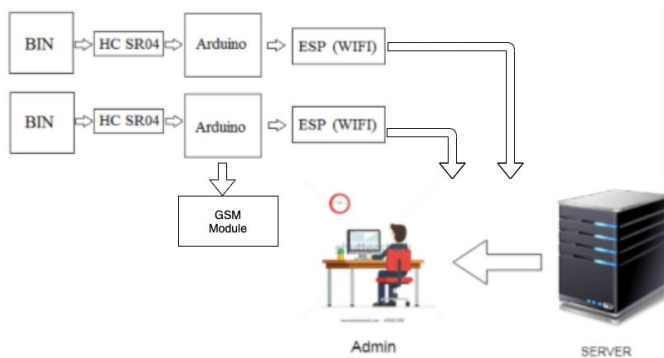 BIN
HC SR04
Arduino
ESP (WIFI)
BIN
HC SR04
Arduino
ESP (WIFI)
GSM
Module
Admin
SERVER